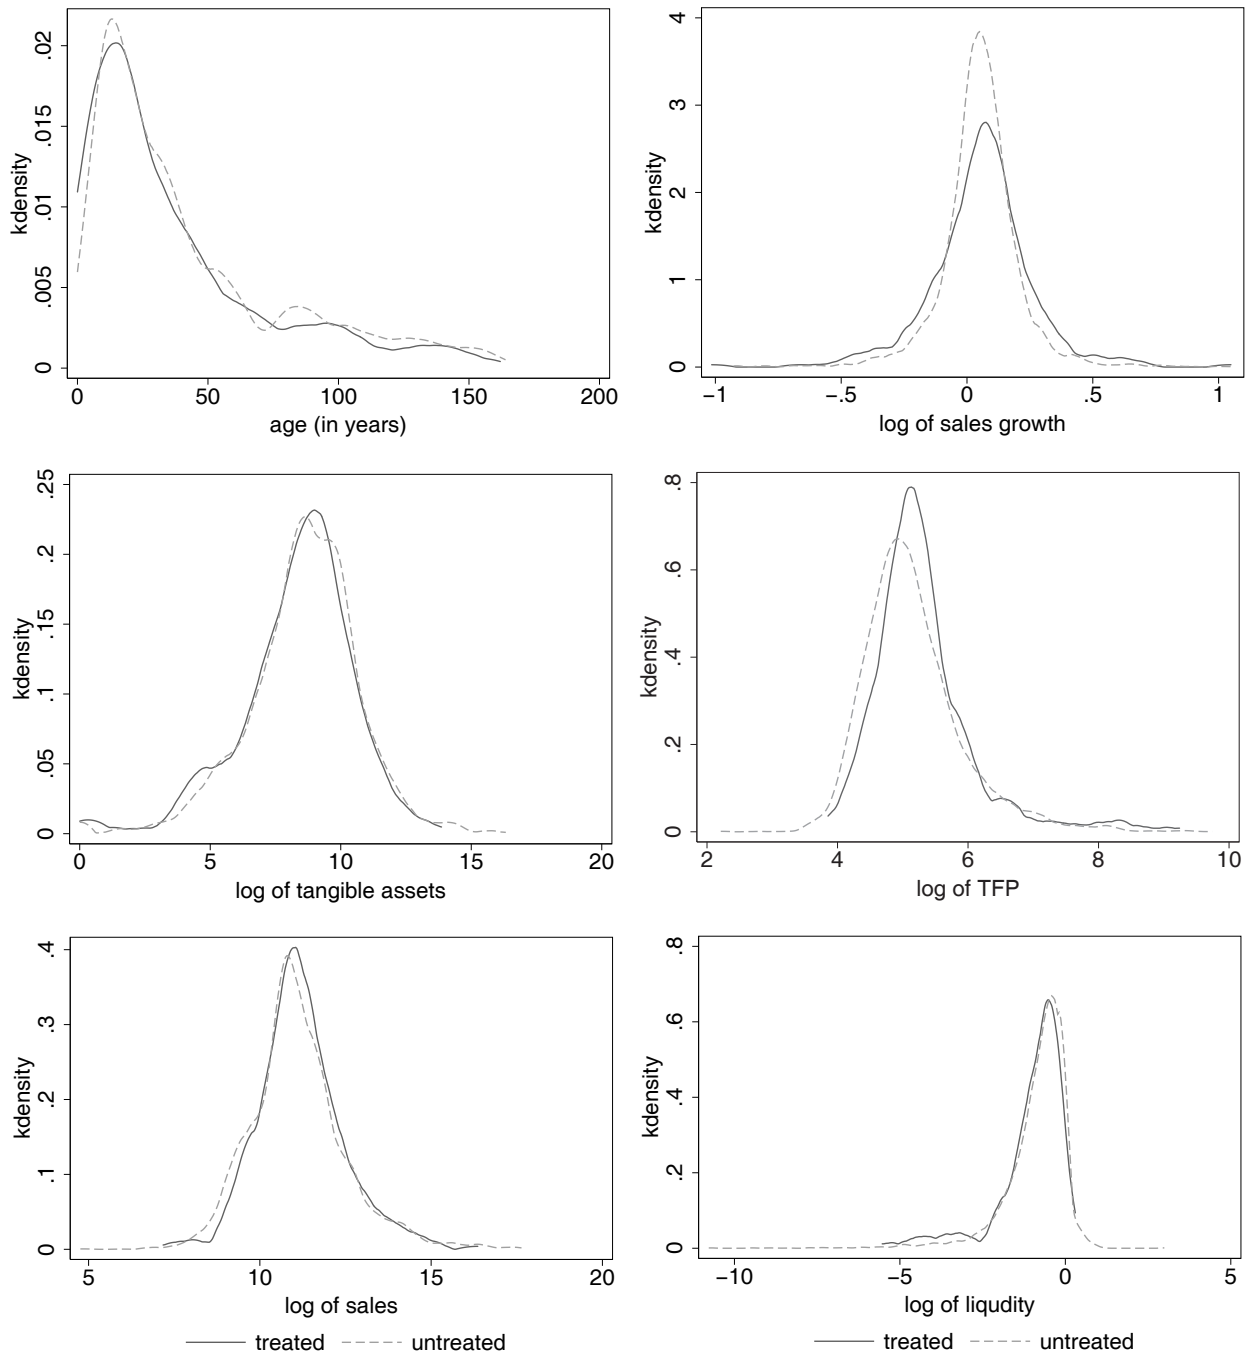 kdensity
0 .005 .01 .015 .02
0 50 100 150 200
age (in years)
kdensity
0 1 2 3 4
−1 −.5 0 .5 1
log of sales growth
kdensity
0 .05 .1 .15 .2 .25
0 5 10 15 20
log of tangible assets
kdensity
0 .2 .4 .6 .8
2 4 6 8 10
log of TFP
kdensity
0 .1 .2 .3 .4
5 10 15 20
log of sales
treated untreated
kdensity
0 .2 .4 .6 .8
−10 −5 0 5
log of liqudity
treated untreated